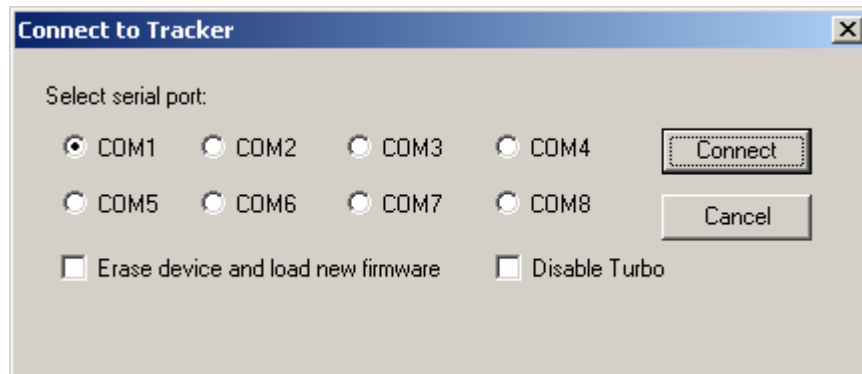 Connect to Tracker
Select serial port:
COM1 COM2 COM3 COM4 Connect
COM5 COM6 COM7 COM8 Cancel
Erase device and load new firmware Disable Turbo